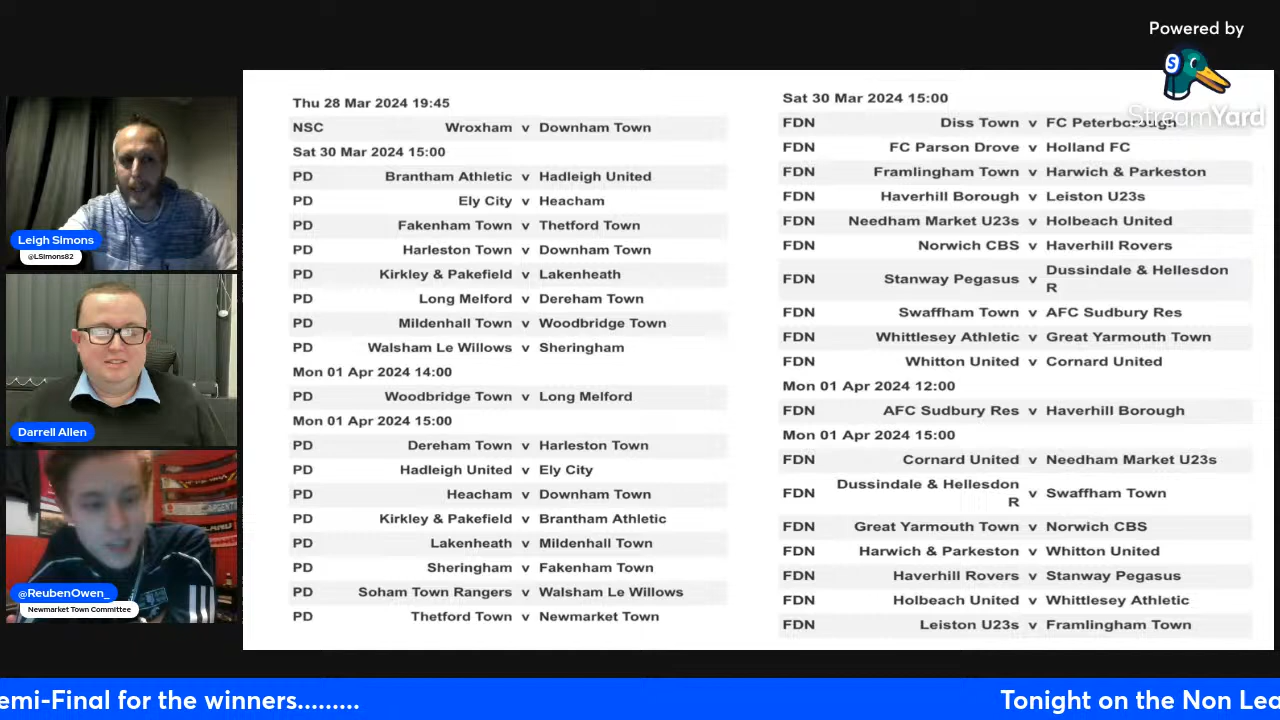 Powered by
StreamYard
Leigh Simons
@LSimons82
Darrell Allen
@ReubenOwen_
Newmarket Town Committee
Thu 28 Mar 2024 19:45
NSC Wroxham v Downham Town
Sat 30 Mar 2024 15:00
PD Brantham Athletic v Hadleigh United
PD Ely City v Heacham
PD Fakenham Town v Thetford Town
PD Harleston Town v Downham Town
PD Kirkley & Pakefield v Lakenheath
PD Long Melford v Dereham Town
PD Mildenhall Town v Woodbridge Town
PD Walsham Le Willows v Sheringham
Mon 01 Apr 2024 14:00
PD Woodbridge Town v Long Melford
Mon 01 Apr 2024 15:00
PD Dereham Town v Harleston Town
PD Hadleigh United v Ely City
PD Heacham v Downham Town
PD Kirkley & Pakefield v Brantham Athletic
PD Lakenheath v Mildenhall Town
PD Sheringham v Fakenham Town
PD Soham Town Rangers v Walsham Le Willows
PD Thetford Town v Newmarket Town
Sat 30 Mar 2024 15:00
FDN Diss Town v FC Peterborough
FDN FC Parson Drove v Holland FC
FDN Framlingham Town v Harwich & Parkeston
FDN Haverhill Borough v Leiston U23s
FDN Needham Market U23s v Holbeach United
FDN Norwich CBS v Haverhill Rovers
FDN Stanway Pegasus v Dussindale & Hellesdon
R
FDN Swaffham Town v AFC Sudbury Res
FDN Whittlesey Athletic v Great Yarmouth Town
FDN Whitton United v Cornard United
Mon 01 Apr 2024 12:00
FDN AFC Sudbury Res v Haverhill Borough
Mon 01 Apr 2024 15:00
FDN Cornard United v Needham Market U23s
FDN Dussindale & Hellesdon
R v Swaffham Town
FDN Great Yarmouth Town v Norwich CBS
FDN Harwich & Parkeston v Whitton United
FDN Haverhill Rovers v Stanway Pegasus
FDN Holbeach United v Whittlesey Athletic
FDN Leiston U23s v Framlingham Town
emi-Final for the winners......... Tonight on the Non Lea